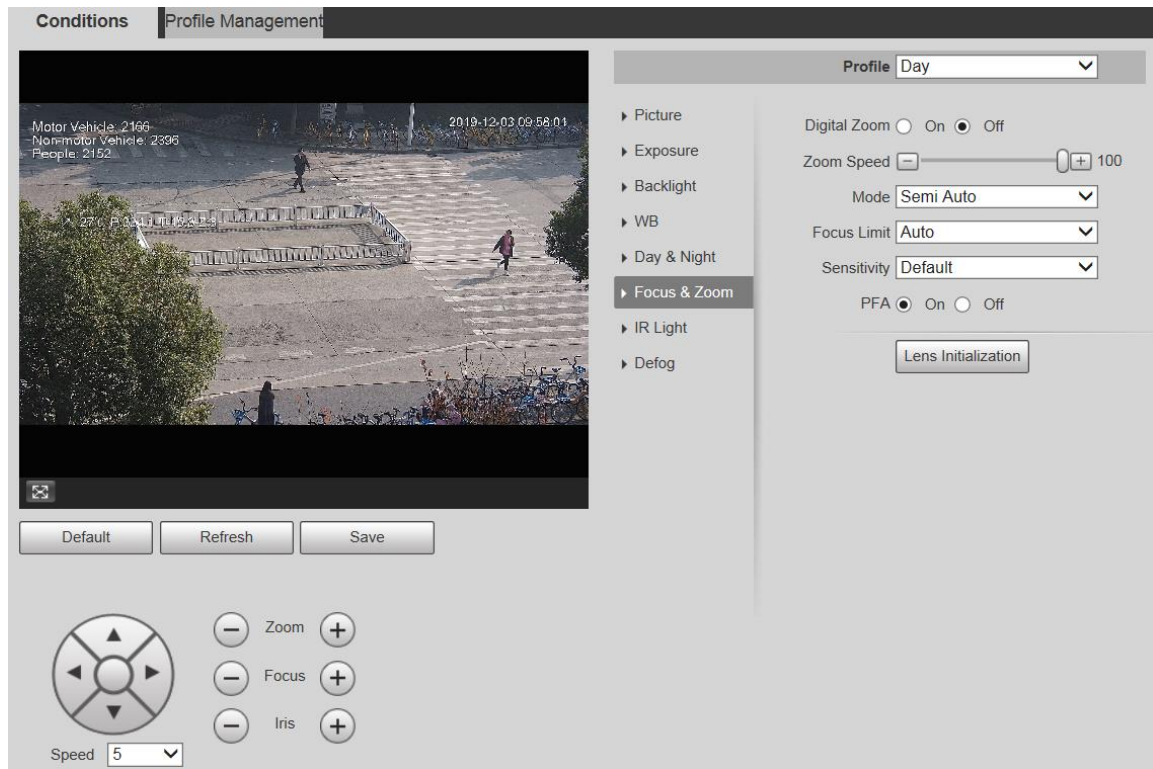 Conditions
Profile Management
Motor Vehicle: 2166
Non-motor Vehicle: 2396
People: 2152
2019-12-03 09:58:01
Default
Refresh
Save
Zoom
Focus
Iris
Speed 5
Profile Day
Picture
Exposure
Backlight
WB
Day & Night
Focus & Zoom
IR Light
Defog
Digital Zoom On Off
Zoom Speed 100
Mode Semi Auto
Focus Limit Auto
Sensitivity Default
PFA On Off
Lens Initialization